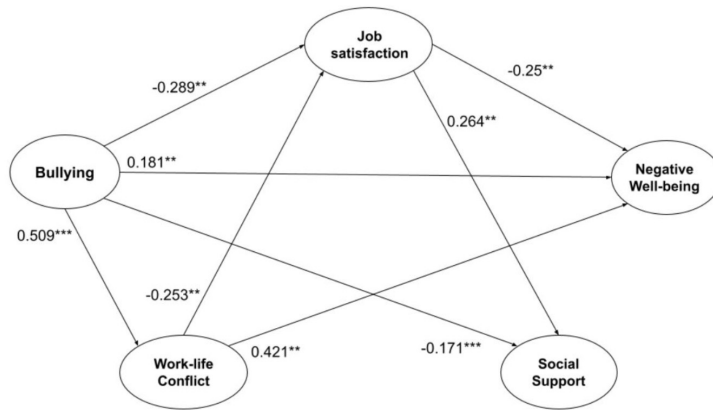 Job
satisfaction
-0.289**
-0.25**
0.264**
0.181**
Bullying
Negative
Well-being
0.509***
-0.253**
0.421**
-0.171***
Work-life
Conflict
Social
Support